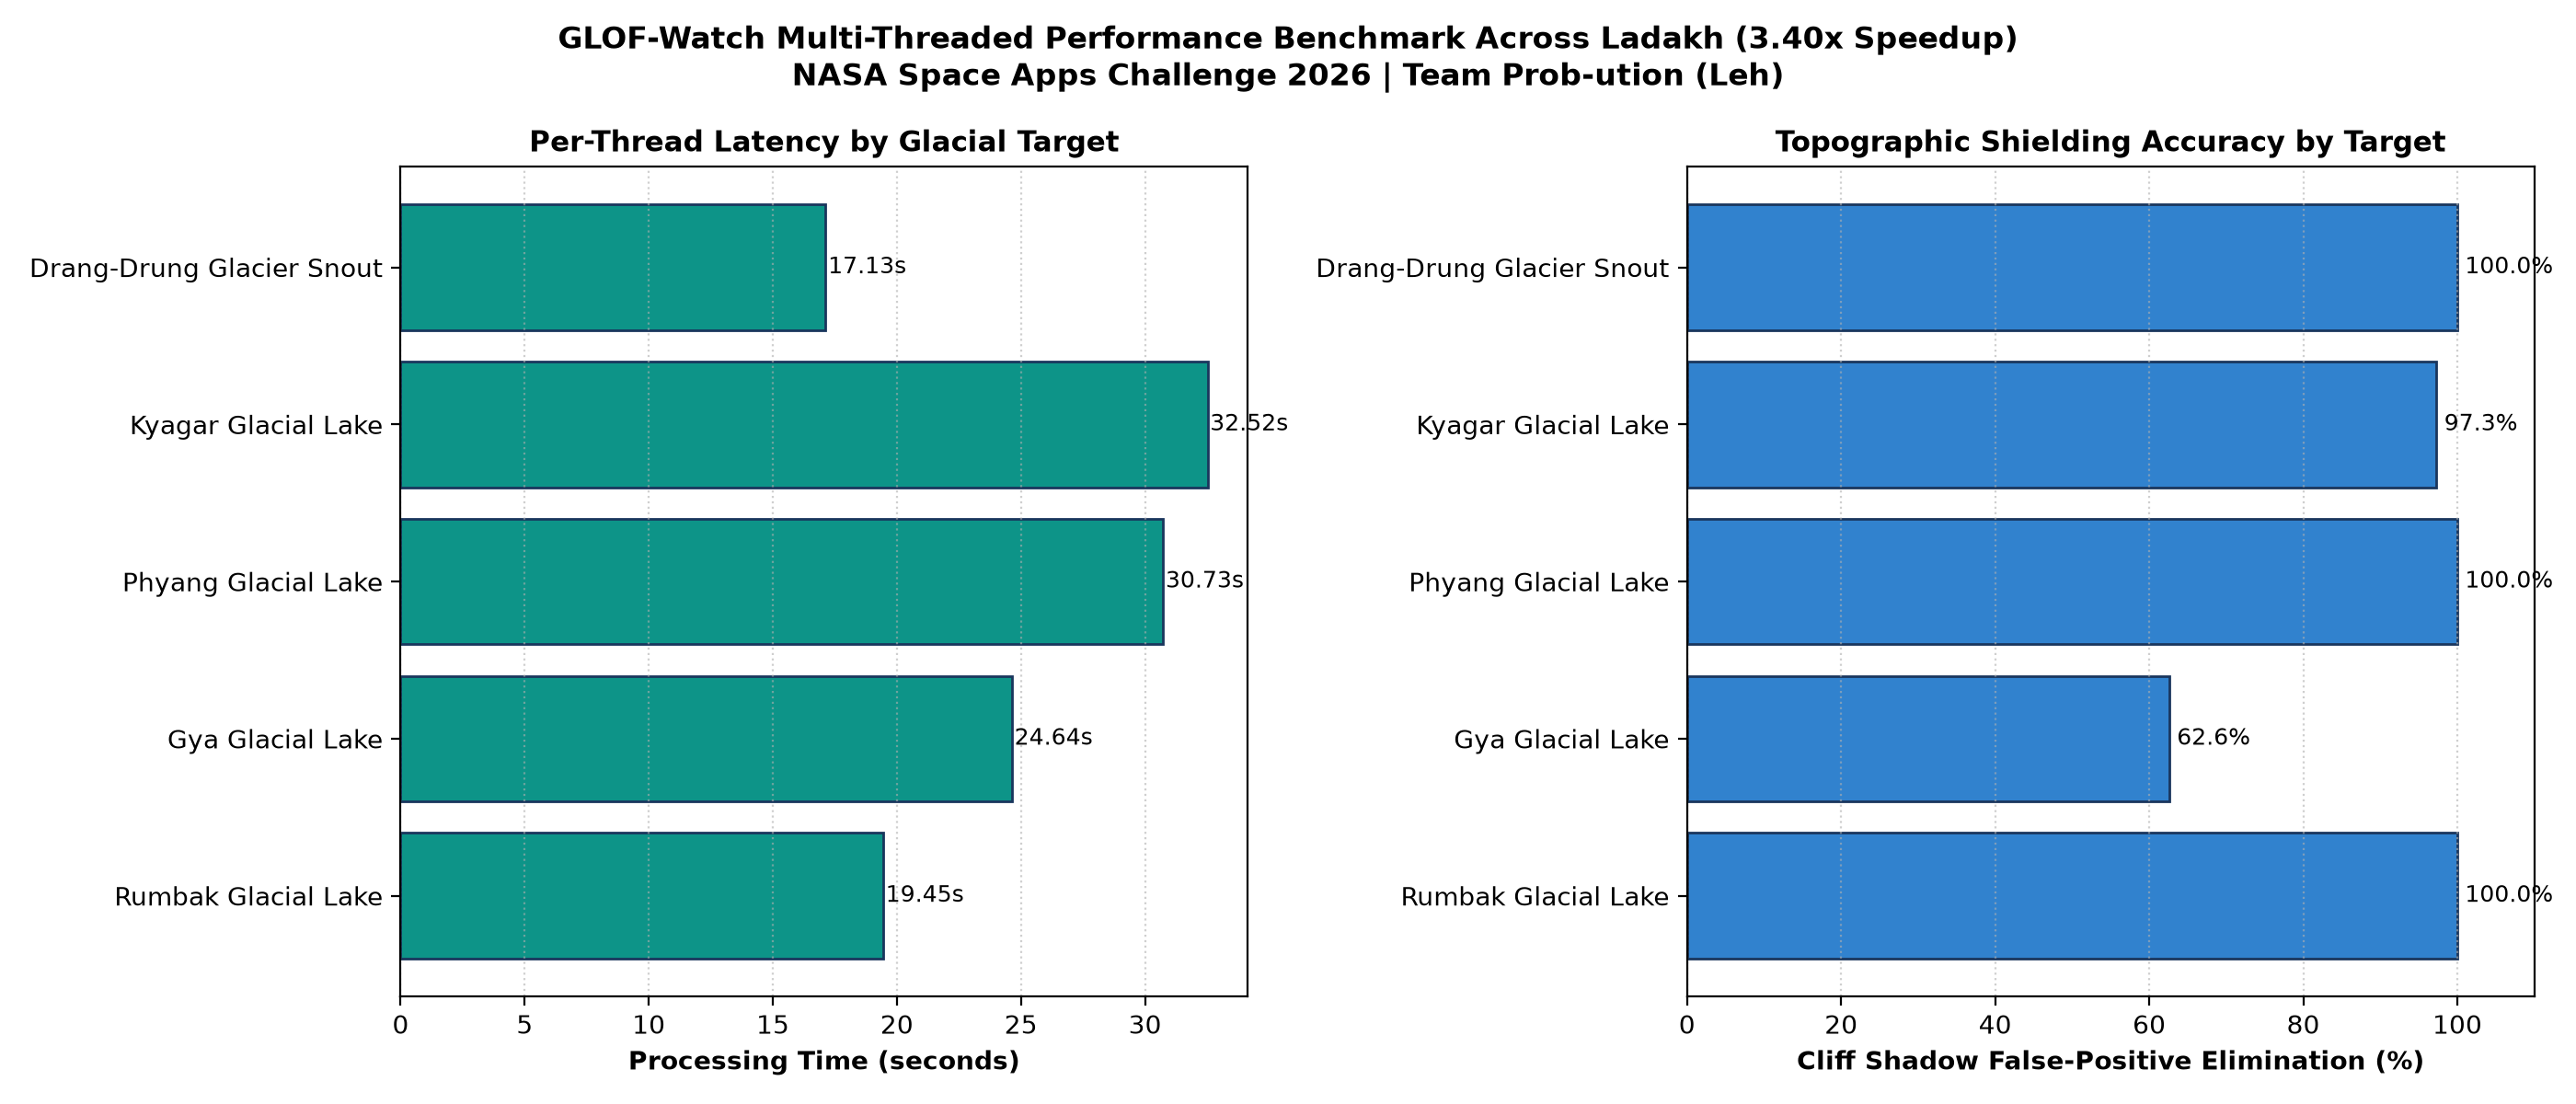 GLOF-Watch Multi-Threaded Performance Benchmark Across Ladakh (3.40x Speedup)
NASA Space Apps Challenge 2026 | Team Prob-ution (Leh)
Per-Thread Latency by Glacial Target
Drang-Drung Glacier Snout
17.13s
Kyagar Glacial Lake
32.52s
Phyang Glacial Lake
30.73s
Gya Glacial Lake
24.64s
Rumbak Glacial Lake
19.45s
0 5 10 15 20 25 30
Processing Time (seconds)
Topographic Shielding Accuracy by Target
Drang-Drung Glacier Snout
100.0%
Kyagar Glacial Lake
97.3%
Phyang Glacial Lake
100.0%
Gya Glacial Lake
62.6%
Rumbak Glacial Lake
100.0%
0 20 40 60 80 100
Cliff Shadow False-Positive Elimination (%)